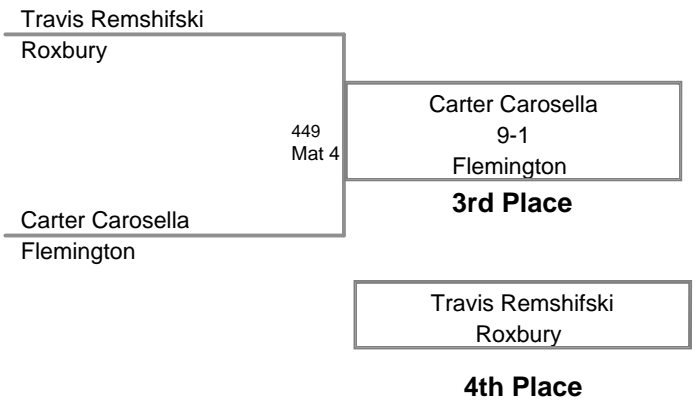 Travis Remshifski
Roxbury
449
Mat 4
Carter Carosella
9-1
Flemington
3rd Place
Carter Carosella
Flemington
Travis Remshifski
Roxbury
4th Place